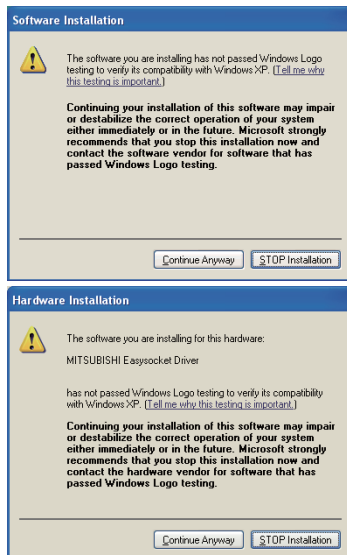 Software Installation
The software you are installing has not passed Windows Logo
testing to verify its compatibility with Windows XP. (Tell me why
this testing is important.)
Continuing your installation of this software may impair
or destabilize the correct operation of your system
either immediately or in the future. Microsoft strongly
recommends that you stop this installation now and
contact the software vendor for software that has
passed Windows Logo testing.
Continue Anyway
STOP Installation
Hardware Installation
The software you are installing for this hardware:
MITSUBISHI Easysocket Driver
has not passed Windows Logo testing to verify its compatibility
with Windows XP. (Tell me why this testing is important.)
Continuing your installation of this software may impair
or destabilize the correct operation of your system
either immediately or in the future. Microsoft strongly
recommends that you stop this installation now and
contact the hardware vendor for software that has
passed Windows Logo testing.
Continue Anyway
STOP Installation